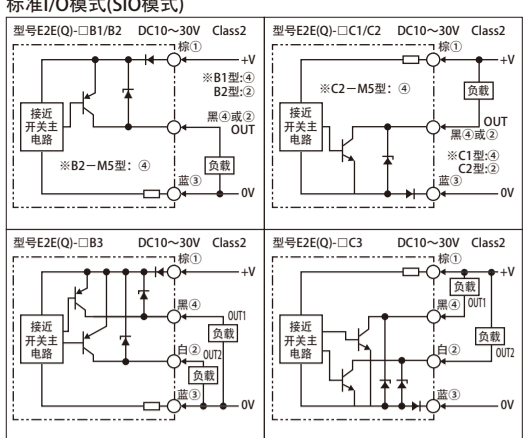 标准I/O模式(SIO模式)
型号E2E(Q)-□B1/B2 DC10～30V Class2
棕①
+V
※B1型:④
B2型:②
黑④或②
OUT
接近
开关主
电路
负载
※B2－M5型：④
蓝③
0V
型号E2E(Q)-□C1/C2 DC10～30V Class2
棕①
+V
※C2－M5型：④
负载
OUT
黑④或②
接近
开关主
电路
※C1型:④
C2型:②
蓝③
0V
型号E2E(Q)-□B3 DC10～30V Class2
棕①
+V
黑④
OUT1
接近
开关主
电路
负载
白②
OUT2
负载
蓝③
0V
型号E2E(Q)-□C3 DC10～30V Class2
棕①
+V
负载
黑④
OUT1
接近
开关主
电路
负载
白②
OUT2
蓝③
0V